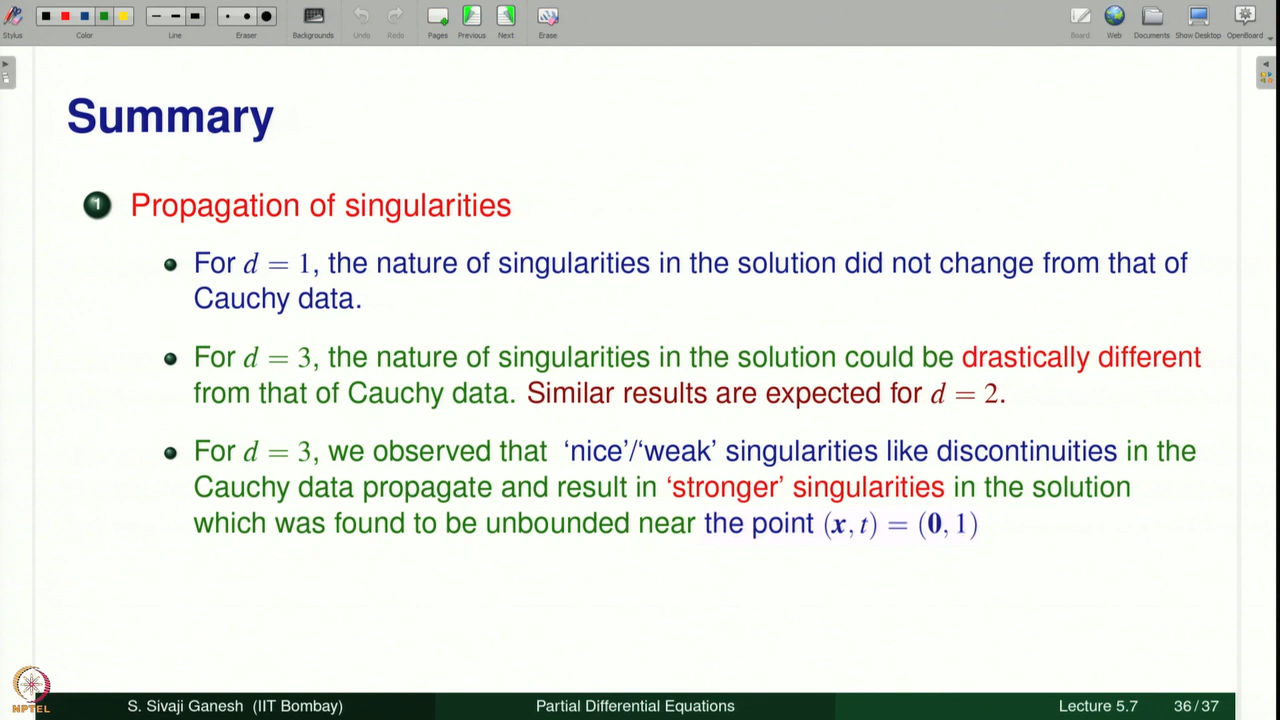 Stylus
Color
Line
Eraser
Backgrounds
Undo
Redo
Pages
Previous
Next
Erase
Board
Web
Documents
Show Desktop
OpenBoard
Summary
1 Propagation of singularities
For d = 1, the nature of singularities in the solution did not change from that of
Cauchy data.
For d = 3, the nature of singularities in the solution could be drastically different
from that of Cauchy data. Similar results are expected for d = 2.
For d = 3, we observed that ‘nice’/‘weak’ singularities like discontinuities in the
Cauchy data propagate and result in ‘stronger’ singularities in the solution
which was found to be unbounded near the point (x, t) = (0, 1)
NPTEL
S. Sivaji Ganesh (IIT Bombay)
Partial Differential Equations
Lecture 5.7
36 / 37